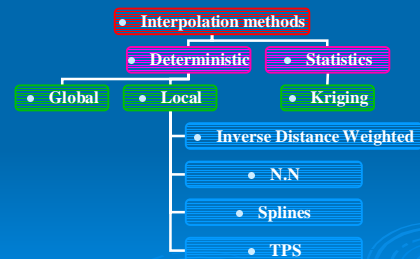 • Interpolation methods
• Deterministic • Statistics
• Global • Local • Kriging
• Inverse Distance Weighted
• N.N
• Splines
• TPS